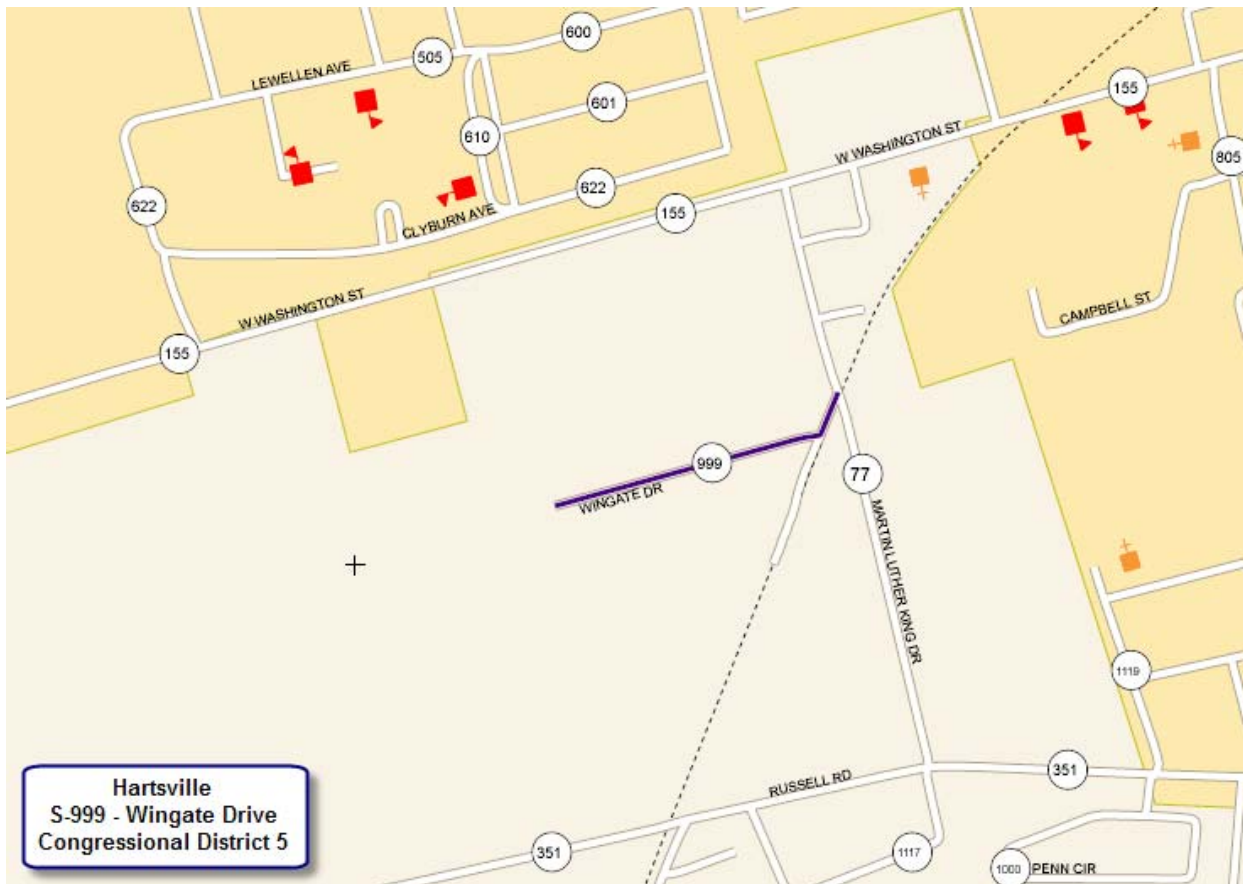 600
505
LEWELLEN AVE
155
601
610
W WASHINGTON ST
805
622
622
155
CLYBURN AVE
W WASHINGTON ST
CAMPBELL ST
155
999
77
WINGATE DR
MARTIN LUTHER KING DR
1119
351
RUSSELL RD
Hartsville
S-999 - Wingate Drive
Congressional District 5
351
1117
1000
PENN CIR